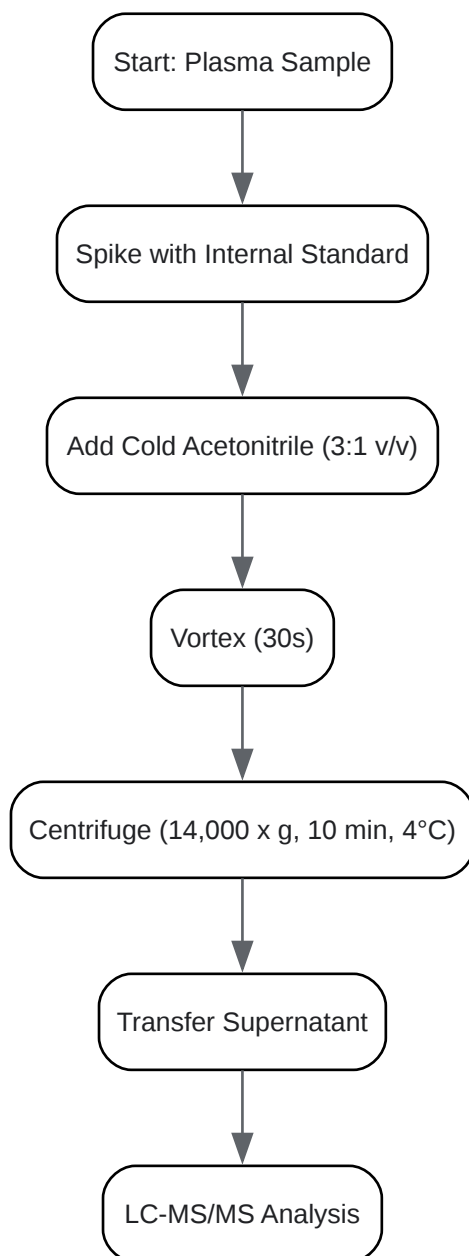 Start: Plasma Sample
Spike with Internal Standard
Add Cold Acetonitrile (3:1 v/v)
Vortex (30s)
Centrifuge (14,000 x g, 10 min, 4°C)
Transfer Supernatant
LC-MS/MS Analysis